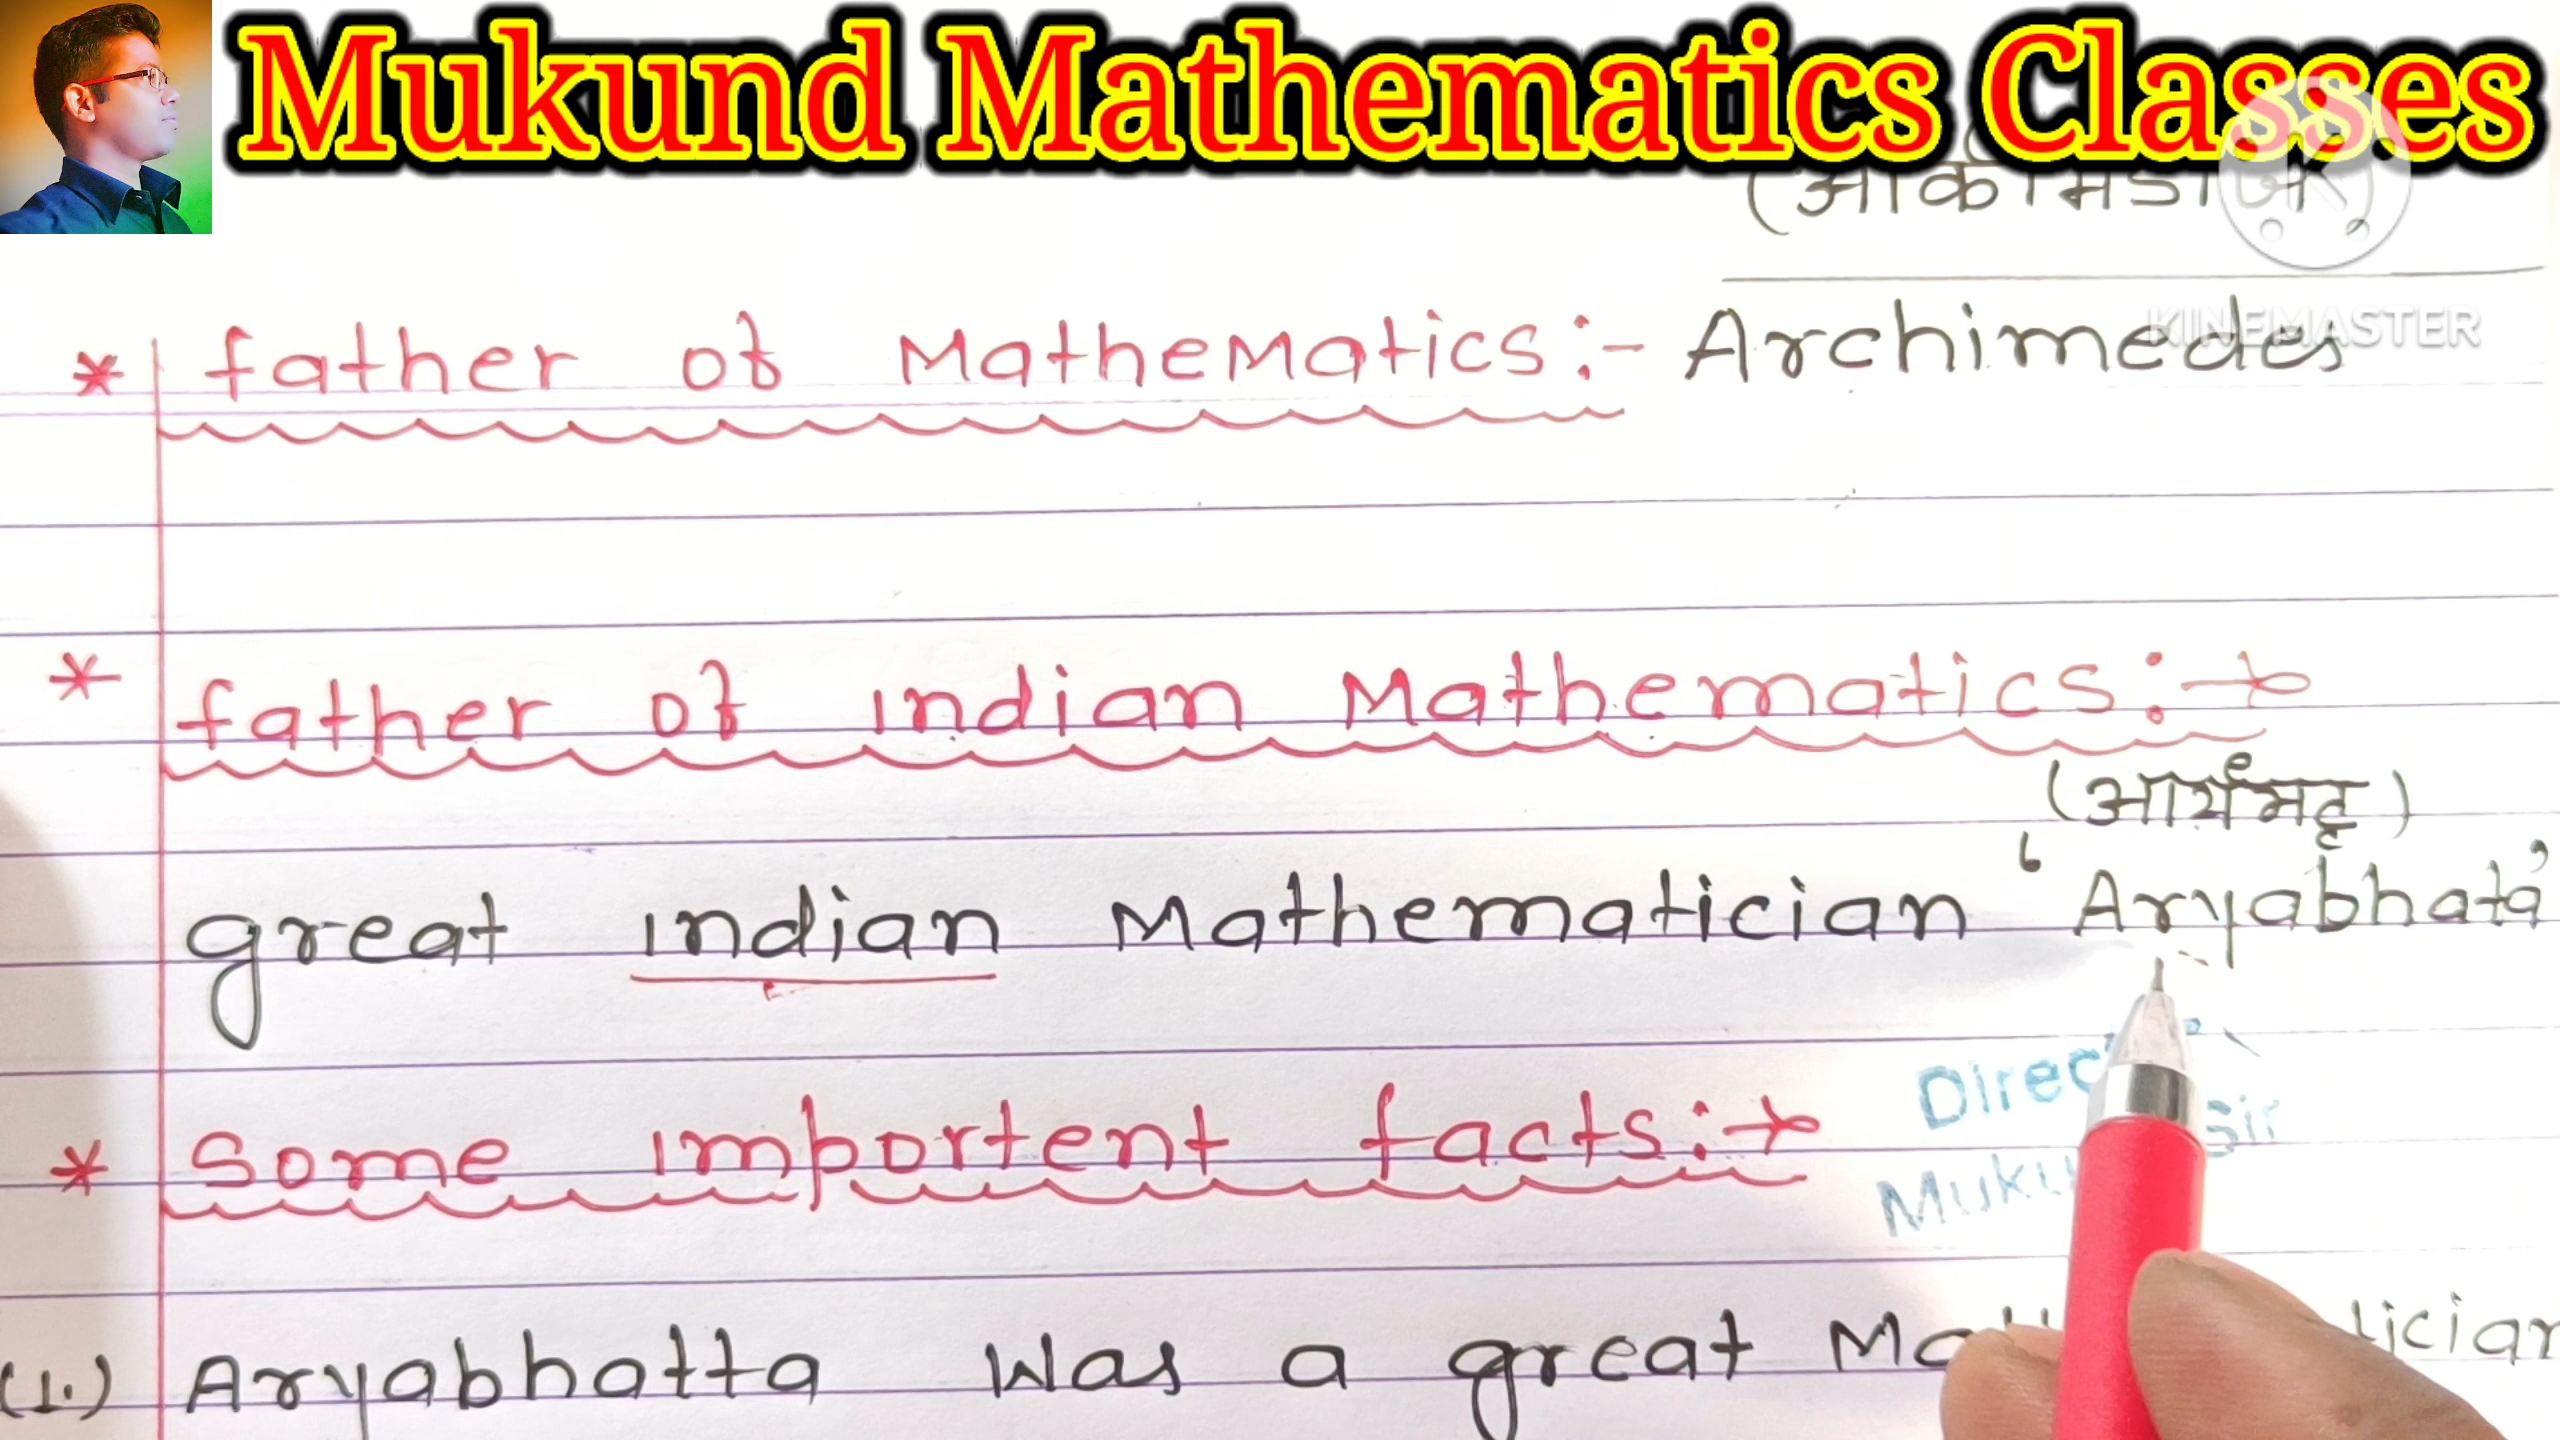 Mukund Mathematics Classes
KINEMASTER
* father of Mathematics:- Archimedes
* father of indian Mathematics:→
(आर्यभट्ट)
great indian Mathematician 'Aryabhata'
* Some importent facts:→
(1.) Aryabhatta was a great